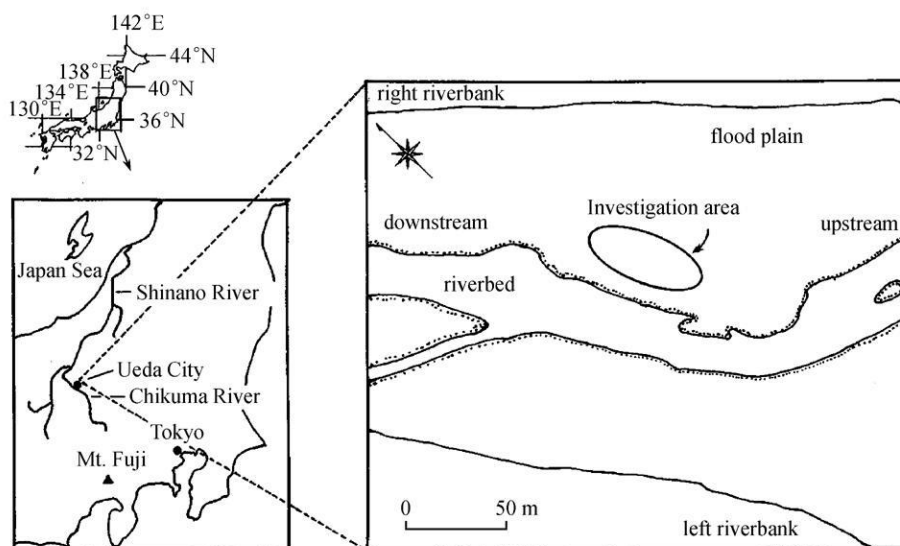 142°E
44°N
138°E
40°N
134°E
130°E
36°N
32°N
Japan Sea
Shinano River
Ueda City
Chikuma River
Tokyo
Mt. Fuji
right riverbank
flood plain
Investigation area
downstream
upstream
riverbed
0 50 m
left riverbank